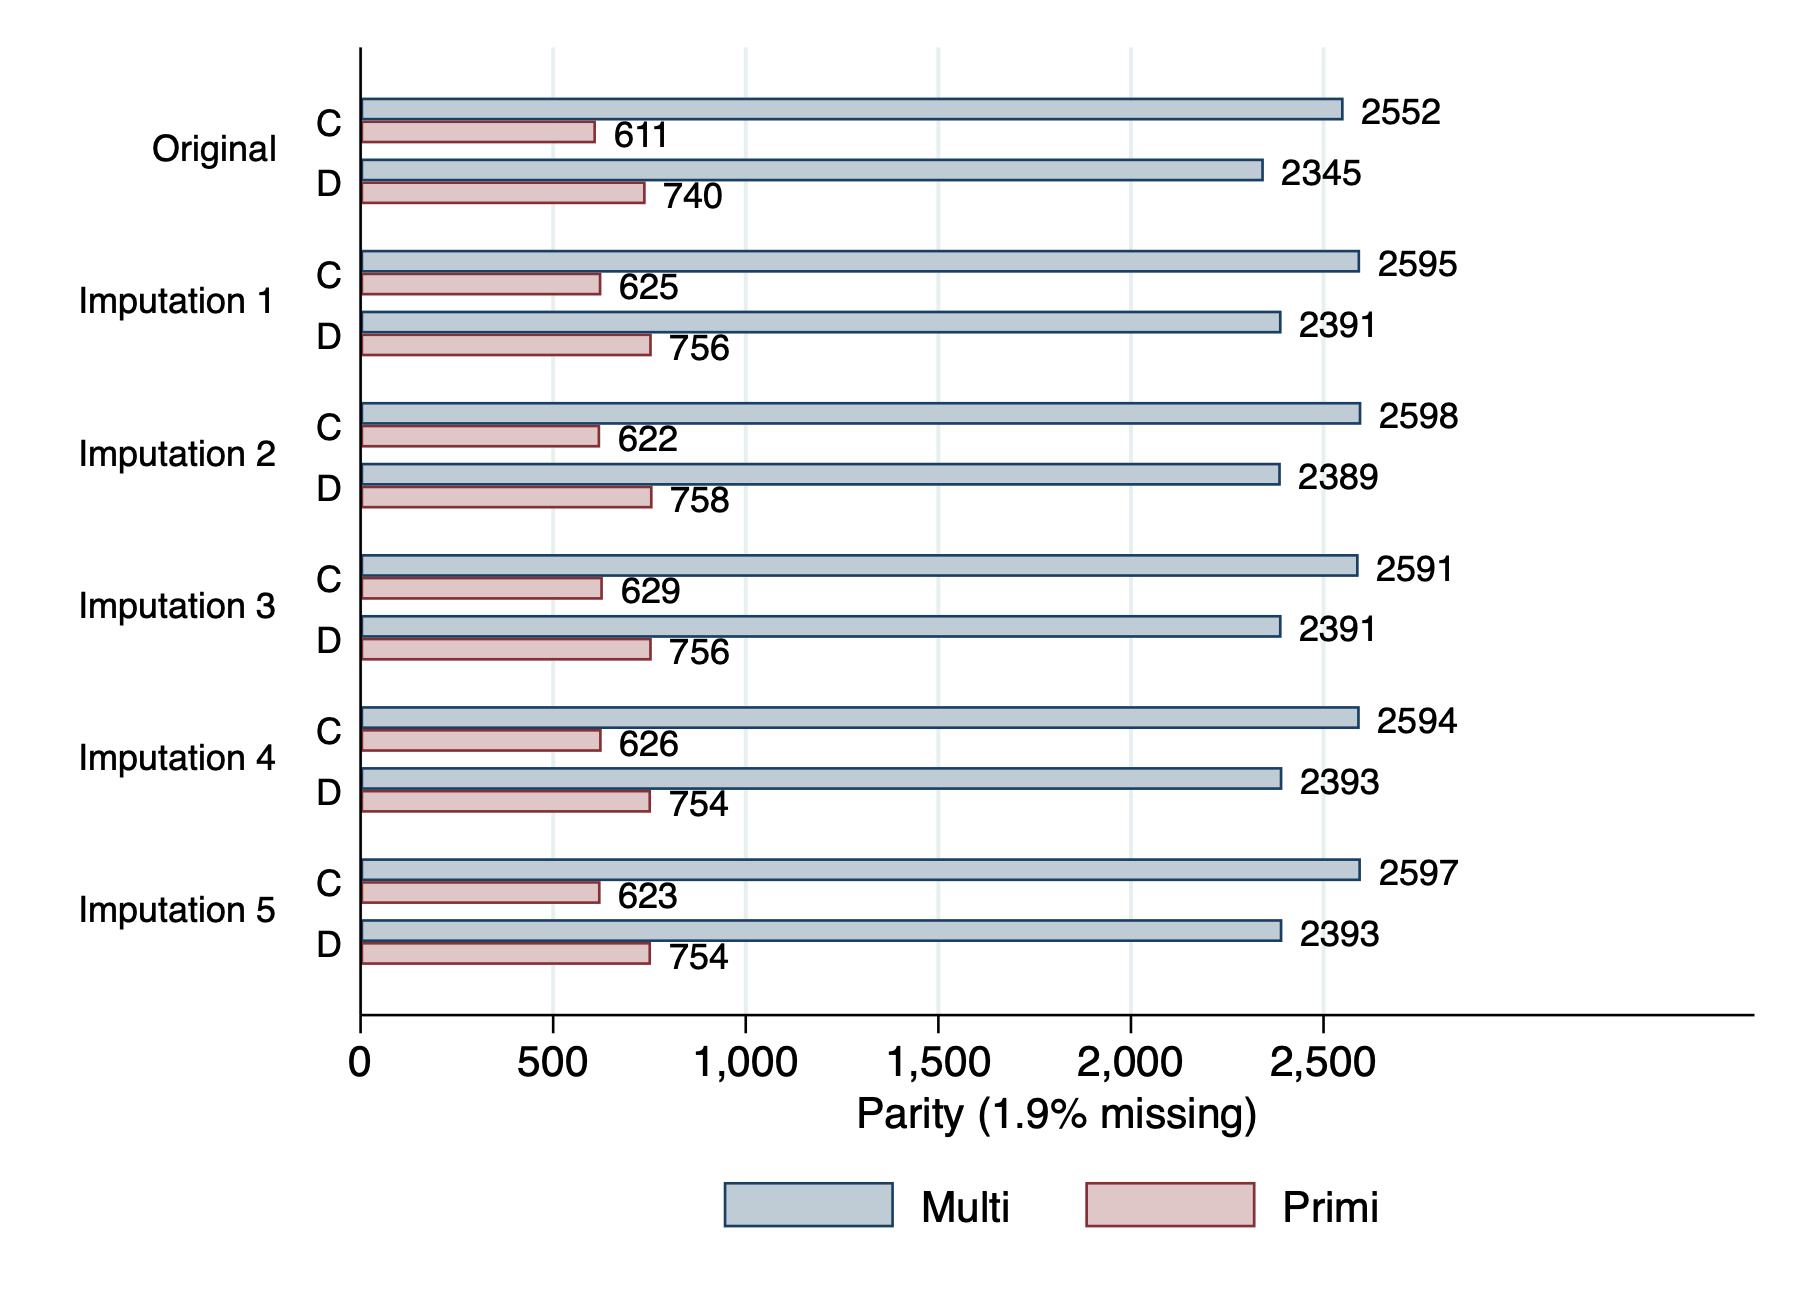 Original
C
2552
611
D
2345
740
Imputation 1
C
2595
625
D
2391
756
Imputation 2
C
2598
622
D
2389
758
Imputation 3
C
2591
629
D
2391
756
Imputation 4
C
2594
626
D
2393
754
Imputation 5
C
2597
623
D
2393
754
0 500 1,000 1,500 2,000 2,500
Parity (1.9% missing)
Multi Primi